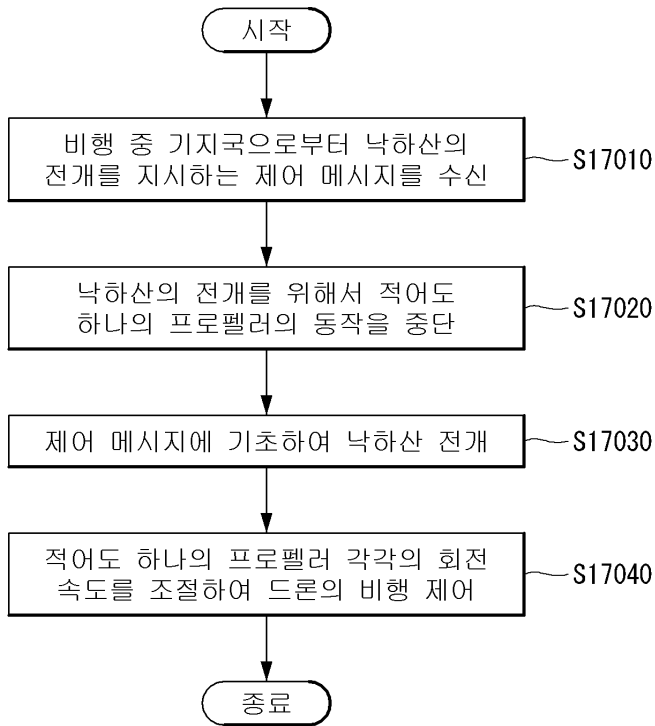 시작
비행 중 기지국으로부터 낙하산의
전개를 지시하는 제어 메시지를 수신
S17010
낙하산의 전개를 위해서 적어도
하나의 프로펠러의 동작을 중단
S17020
제어 메시지에 기초하여 낙하산 전개
S17030
적어도 하나의 프로펠러 각각의 회전
속도를 조절하여 드론의 비행 제어
S17040
종료